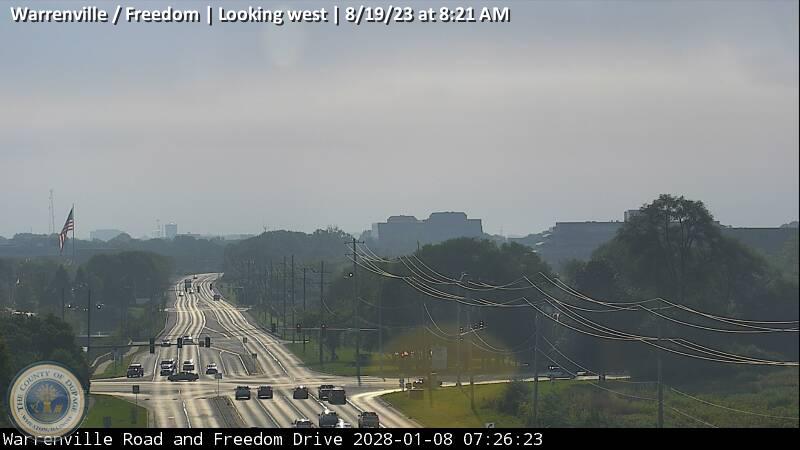 Warrenville / Freedom | Looking west | 8/19/23 at 8:21 AM
THE COUNTY OF DUPAGE
Warrenville Road and Freedom Drive 2028-01-08 07:26:23